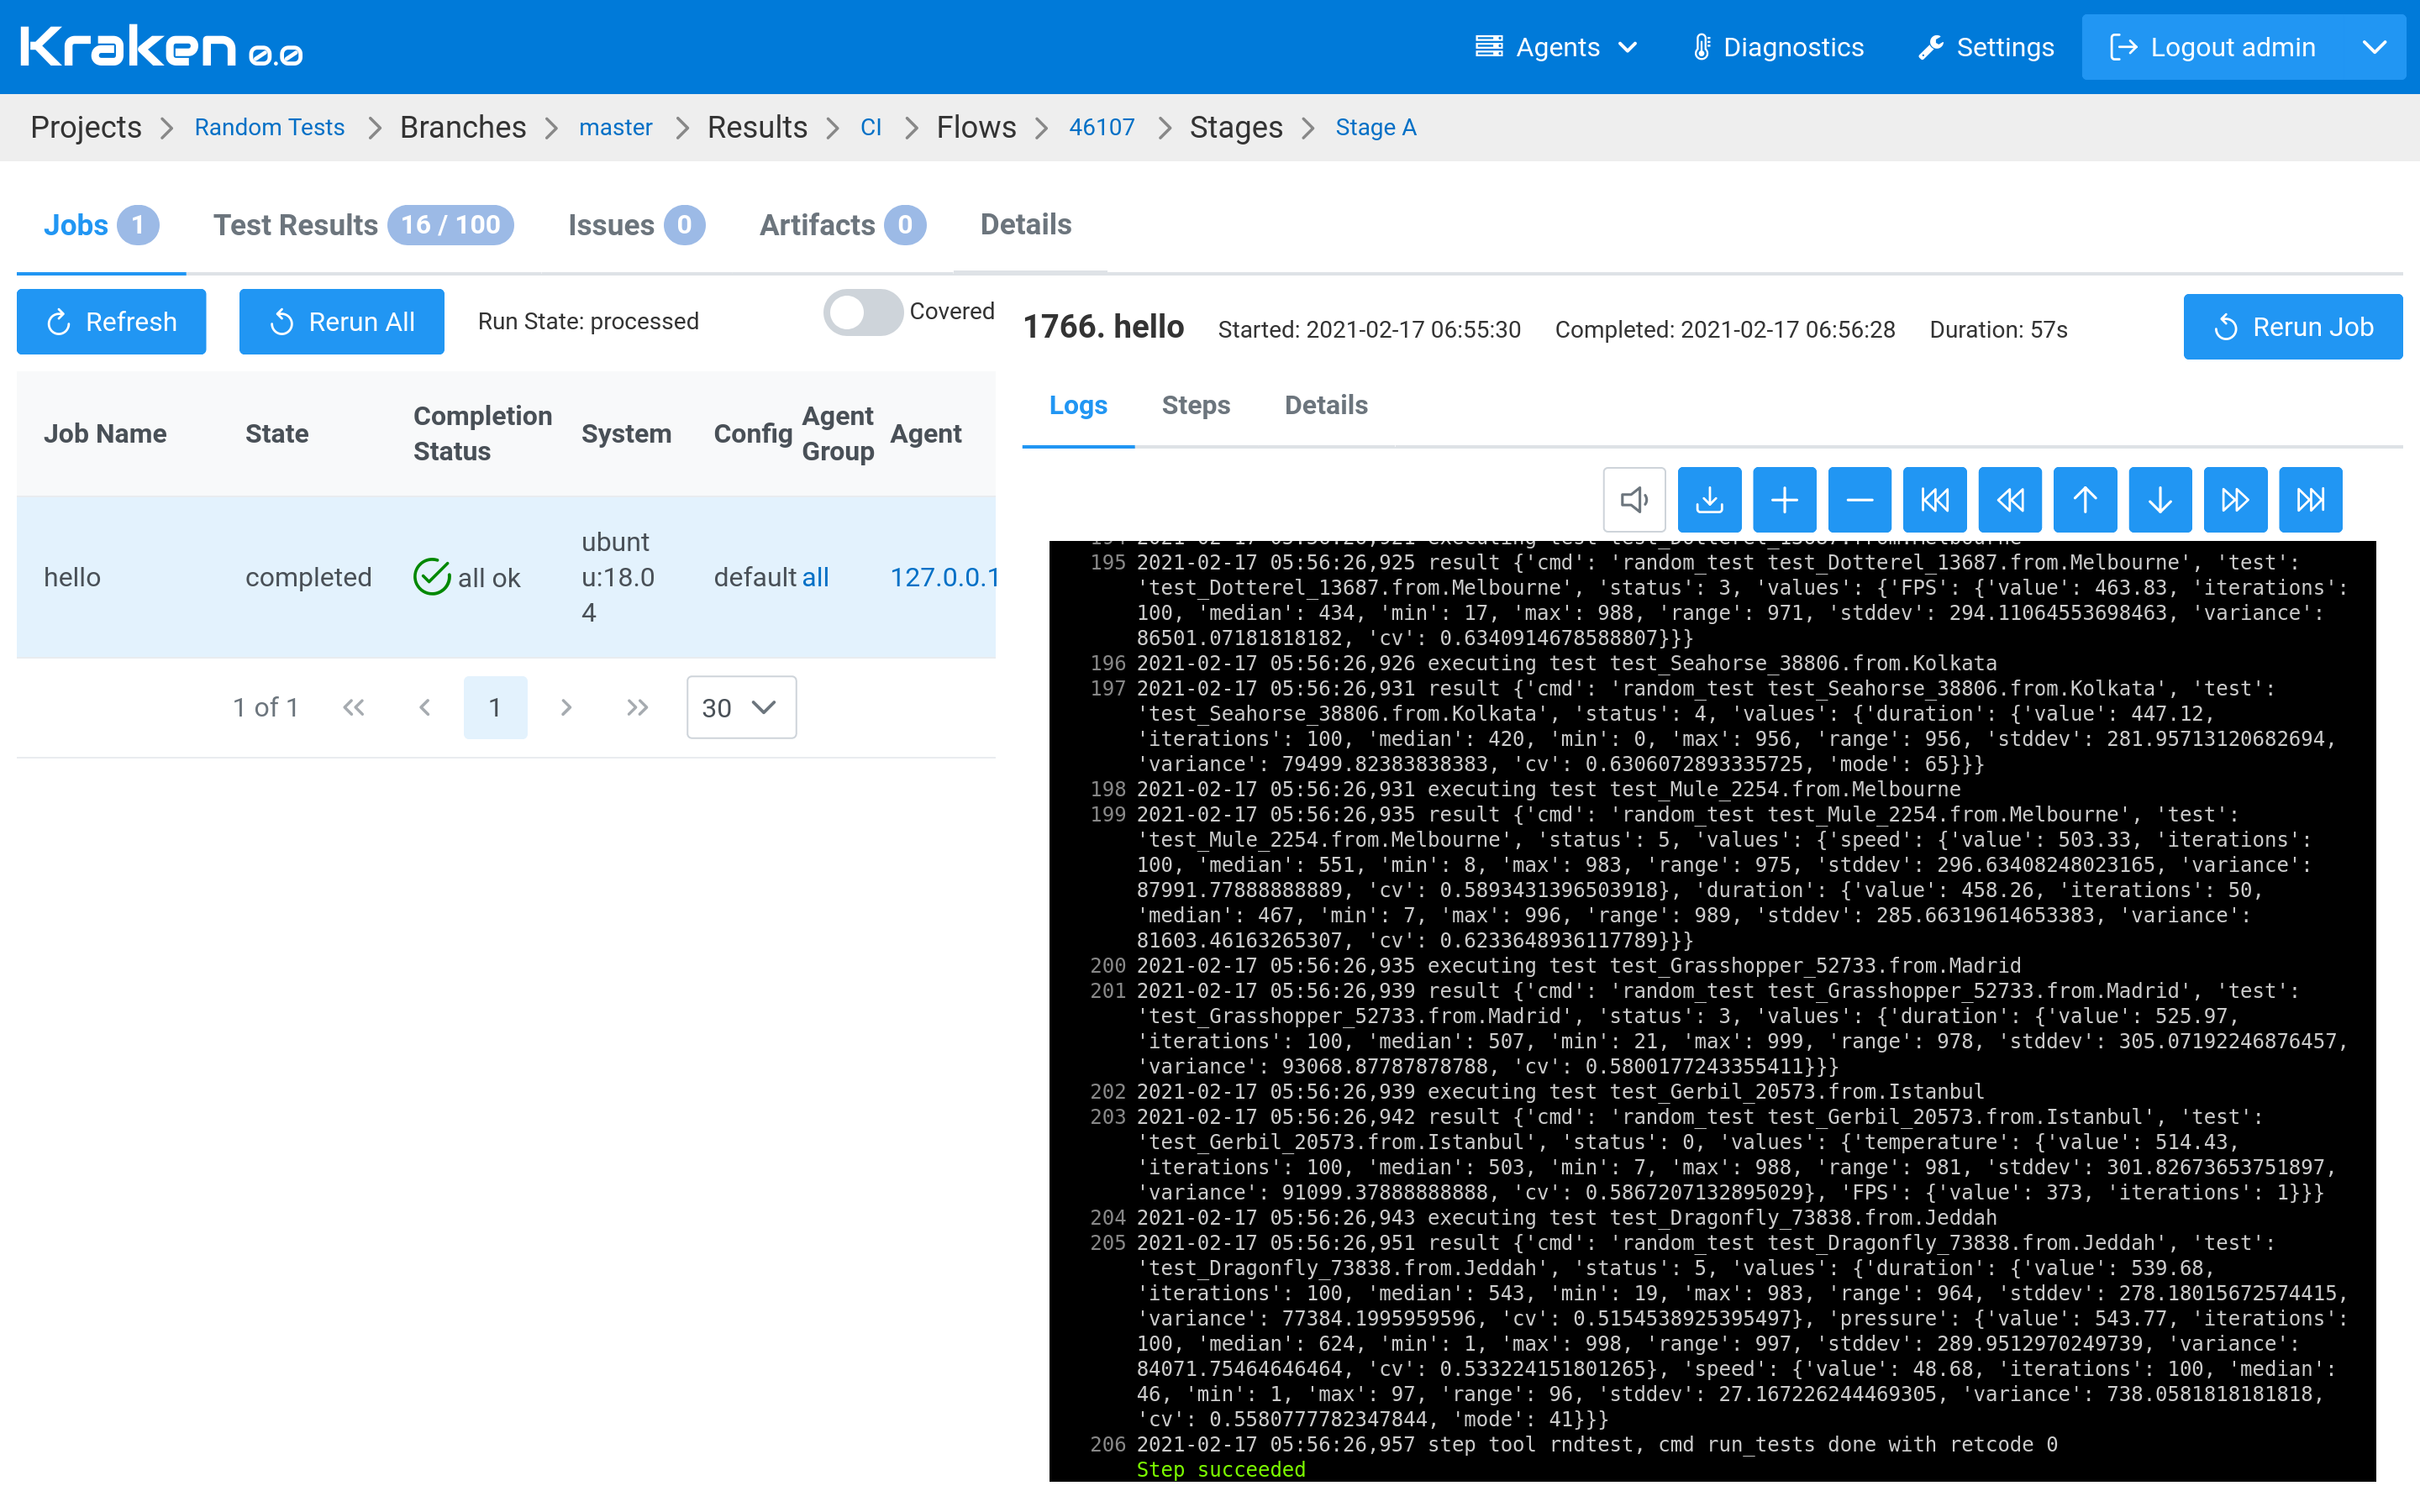 Kraken 0.0
Agents Diagnostics Settings Logout admin
Projects Random Tests Branches master Results CI Flows 46107 Stages Stage A
Jobs 1 Test Results 16 / 100 Issues 0 Artifacts 0 Details
Refresh Rerun All Run State: processed Covered
Job Name State Completion Status System Config Agent Group Agent
hello completed all ok ubuntu:18.04 default all 127.0.0.1
1 of 1 1 30
1766. hello Started: 2021-02-17 06:55:30 Completed: 2021-02-17 06:56:28 Duration: 57s Rerun Job
Logs Steps Details
194 2021-02-17 05:56:26,921 executing test test_Dotterel_13687.from.Melbourne
195 2021-02-17 05:56:26,925 result {'cmd': 'random_test test_Dotterel_13687.from.Melbourne', 'test':
'test_Dotterel_13687.from.Melbourne', 'status': 3, 'values': {'FPS': {'value': 463.83, 'iterations':
100, 'median': 434, 'min': 17, 'max': 988, 'range': 971, 'stddev': 294.11064553698463, 'variance':
86501.07181818182, 'cv': 0.6340914678588807}}}
196 2021-02-17 05:56:26,926 executing test test_Seahorse_38806.from.Kolkata
197 2021-02-17 05:56:26,931 result {'cmd': 'random_test test_Seahorse_38806.from.Kolkata', 'test':
'test_Seahorse_38806.from.Kolkata', 'status': 4, 'values': {'duration': {'value': 447.12,
'iterations': 100, 'median': 420, 'min': 0, 'max': 956, 'range': 956, 'stddev': 281.95713120682694,
'variance': 79499.82383838383, 'cv': 0.6306072893335725, 'mode': 65}}}
198 2021-02-17 05:56:26,931 executing test test_Mule_2254.from.Melbourne
199 2021-02-17 05:56:26,935 result {'cmd': 'random_test test_Mule_2254.from.Melbourne', 'test':
'test_Mule_2254.from.Melbourne', 'status': 5, 'values': {'speed': {'value': 503.33, 'iterations':
100, 'median': 551, 'min': 8, 'max': 983, 'range': 975, 'stddev': 296.63408248023165, 'variance':
87991.77888888889, 'cv': 0.5893431396503918}, 'duration': {'value': 458.26, 'iterations': 50,
'median': 467, 'min': 7, 'max': 996, 'range': 989, 'stddev': 285.66319614653383, 'variance':
81603.46163265307, 'cv': 0.6233648936117789}}}
200 2021-02-17 05:56:26,935 executing test test_Grasshopper_52733.from.Madrid
201 2021-02-17 05:56:26,939 result {'cmd': 'random_test test_Grasshopper_52733.from.Madrid', 'test':
'test_Grasshopper_52733.from.Madrid', 'status': 3, 'values': {'duration': {'value': 525.97,
'iterations': 100, 'median': 507, 'min': 21, 'max': 999, 'range': 978, 'stddev': 305.07192246876457,
'variance': 93068.87787878788, 'cv': 0.5800177243355411}}}
202 2021-02-17 05:56:26,939 executing test test_Gerbil_20573.from.Istanbul
203 2021-02-17 05:56:26,942 result {'cmd': 'random_test test_Gerbil_20573.from.Istanbul', 'test':
'test_Gerbil_20573.from.Istanbul', 'status': 0, 'values': {'temperature': {'value': 514.43,
'iterations': 100, 'median': 503, 'min': 7, 'max': 988, 'range': 981, 'stddev': 301.82673653751897,
'variance': 91099.37888888888, 'cv': 0.5867207132895029}, 'FPS': {'value': 373, 'iterations': 1}}}
204 2021-02-17 05:56:26,943 executing test test_Dragonfly_73838.from.Jeddah
205 2021-02-17 05:56:26,951 result {'cmd': 'random_test test_Dragonfly_73838.from.Jeddah', 'test':
'test_Dragonfly_73838.from.Jeddah', 'status': 5, 'values': {'duration': {'value': 539.68,
'iterations': 100, 'median': 543, 'min': 19, 'max': 983, 'range': 964, 'stddev': 278.18015672574415,
'variance': 77384.1995959596, 'cv': 0.5154538925395497}, 'pressure': {'value': 543.77, 'iterations':
100, 'median': 624, 'min': 1, 'max': 998, 'range': 997, 'stddev': 289.9512970249739, 'variance':
84071.75464646464, 'cv': 0.533224151801265}, 'speed': {'value': 48.68, 'iterations': 100, 'median':
46, 'min': 1, 'max': 97, 'range': 96, 'stddev': 27.167226244469305, 'variance': 738.0581818181818,
'cv': 0.5580777782347844, 'mode': 41}}}
206 2021-02-17 05:56:26,957 step tool rndtest, cmd run_tests done with retcode 0
Step succeeded